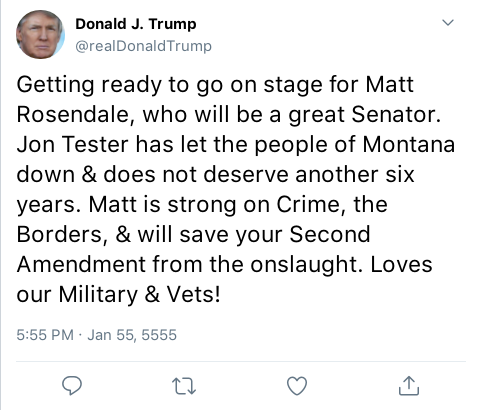 Donald J. Trump
@realDonaldTrump
Getting ready to go on stage for Matt
Rosendale, who will be a great Senator.
Jon Tester has let the people of Montana
down & does not deserve another six
years. Matt is strong on Crime, the
Borders, & will save your Second
Amendment from the onslaught. Loves
our Military & Vets!
5:55 PM · Jan 55, 5555